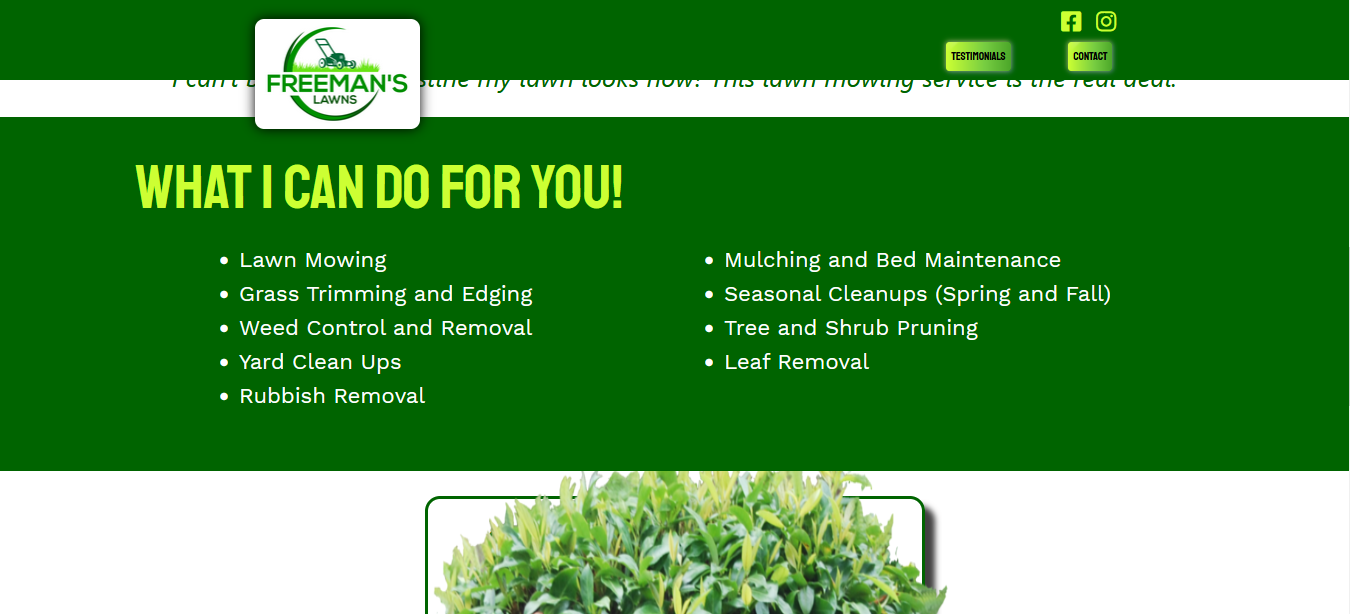 TESTIMONIALS
CONTACT
FREEMAN'S
LAWNS
I can't my lawn looks now! This lawn mowing service is the real deal.
WHAT I CAN DO FOR YOU!
Lawn Mowing
Grass Trimming and Edging
Weed Control and Removal
Yard Clean Ups
Rubbish Removal
Mulching and Bed Maintenance
Seasonal Cleanups (Spring and Fall)
Tree and Shrub Pruning
Leaf Removal